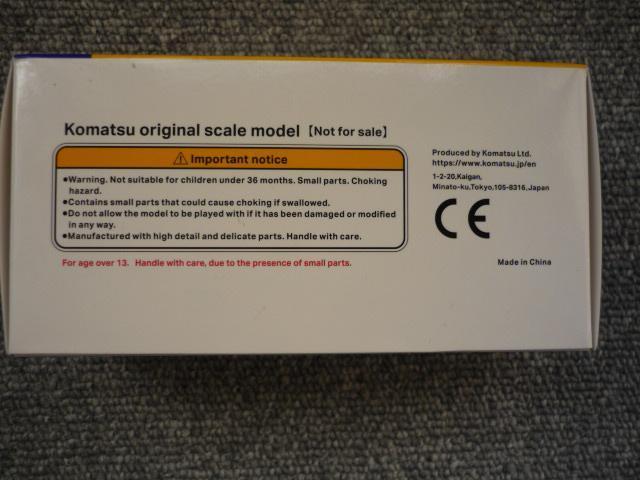 Komatsu original scale model【Not for sale】
⚠Important notice
●Warning. Not suitable for children under 36 months. Small parts. Choking
hazard.
●Contains small parts that could cause choking if swallowed.
●Do not allow the model to be played with if it has been damaged or modified
in any way.
●Manufactured with high detail and delicate parts. Handle with care.
For age over 13. Handle with care, due to the presence of small parts.
Produced by Komatsu Ltd.
https://www.komatsu.jp/en
1-2-20,Kaigan,
Minato-ku,Tokyo,105-8316,Japan
CE
Made in China